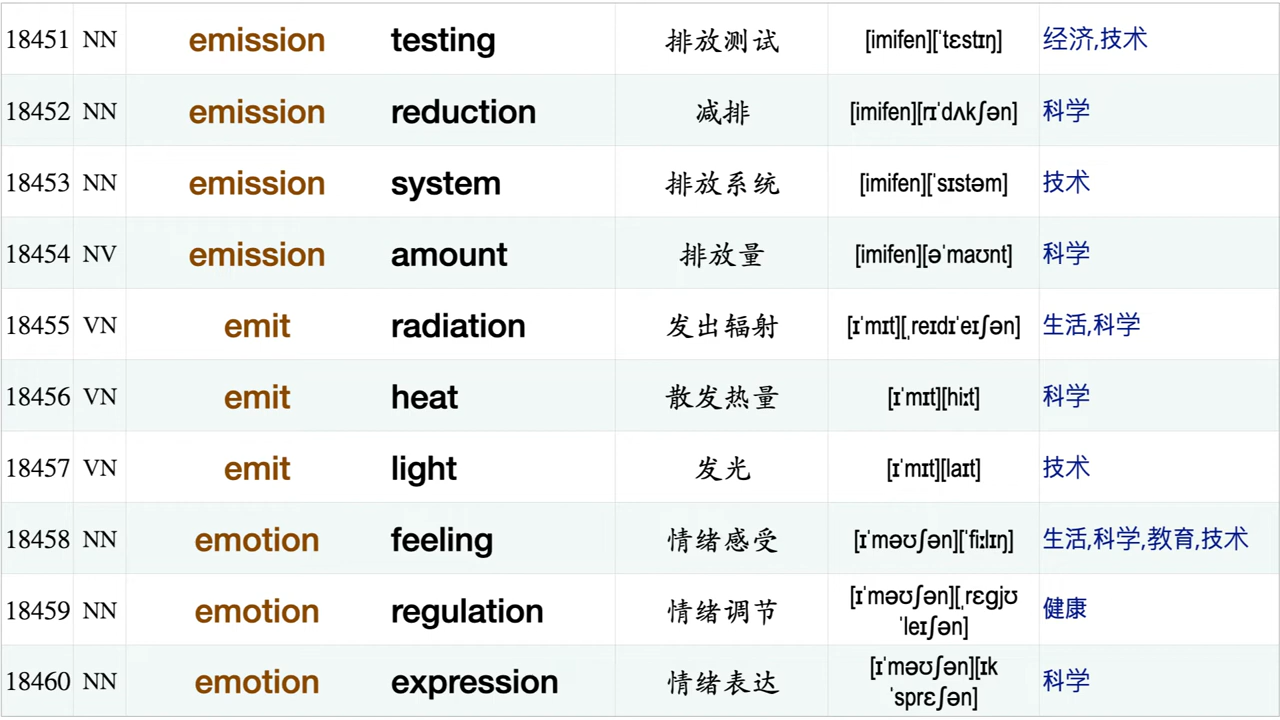 18451 NN emission testing 排放测试 [imifen][ˈtɛstɪŋ] 经济,技术
18452 NN emission reduction 减排 [imifen][rɪˈdʌkʃən] 科学
18453 NN emission system 排放系统 [imifen][ˈsɪstəm] 技术
18454 NV emission amount 排放量 [imifen][əˈmaʊnt] 科学
18455 VN emit radiation 发出辐射 [ɪˈmɪt][ˌreɪdɪˈeɪʃən] 生活,科学
18456 VN emit heat 散发热量 [ɪˈmɪt][hiːt] 科学
18457 VN emit light 发光 [ɪˈmɪt][laɪt] 技术
18458 NN emotion feeling 情绪感受 [ɪˈməʊʃən][ˈfiːlɪŋ] 生活,科学,教育,技术
18459 NN emotion regulation 情绪调节 [ɪˈməʊʃən][ˌrɛgjʊ
ˈleɪʃən] 健康
18460 NN emotion expression 情绪表达 [ɪˈməʊʃən][ɪk
ˈsprɛʃən] 科学